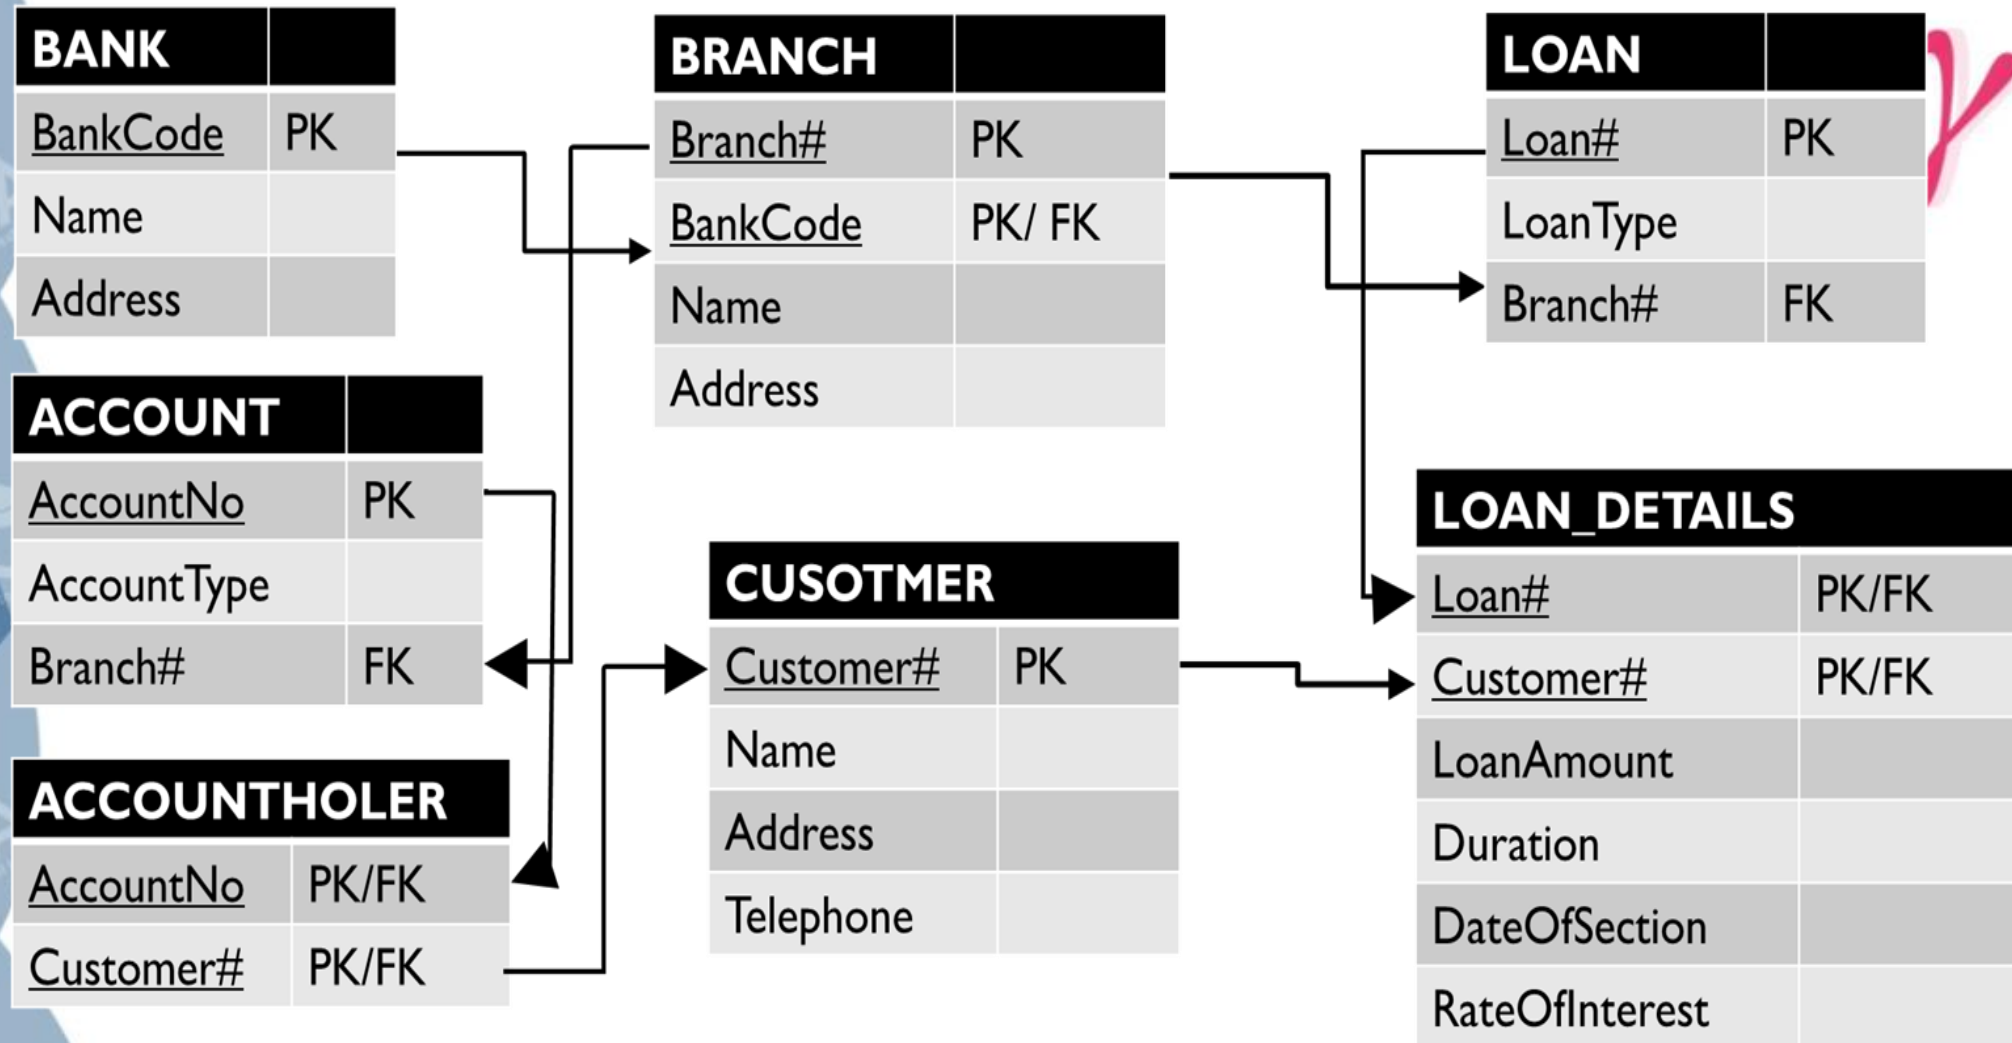 BANK
BankCode PK
Name
Address
BRANCH
Branch# PK
BankCode PK/ FK
Name
Address
LOAN
Loan# PK
LoanType
Branch# FK
ACCOUNT
AccountNo PK
AccountType
Branch# FK
CUSOTMER
Customer# PK
Name
Address
Telephone
LOAN_DETAILS
Loan# PK/FK
Customer# PK/FK
LoanAmount
Duration
DateOfSection
RateOfInterest
ACCOUNTHOLER
AccountNo PK/FK
Customer# PK/FK